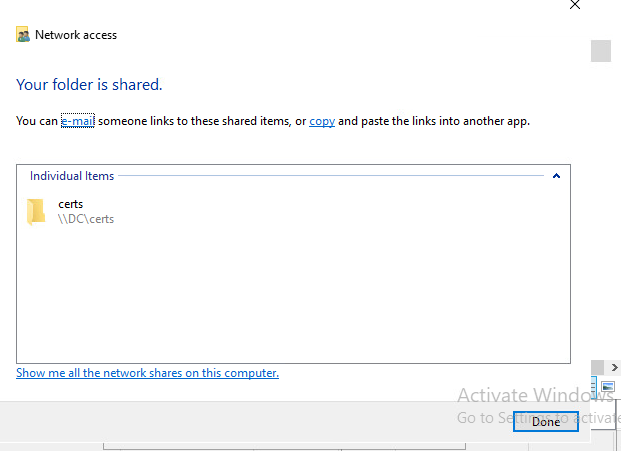 Network access
Your folder is shared.
You can e-mail someone links to these shared items, or copy and paste the links into another app.
Individual Items
certs
\\DC\certs
Show me all the network shares on this computer.
Activate Windows
Go to Settings to activate
Done